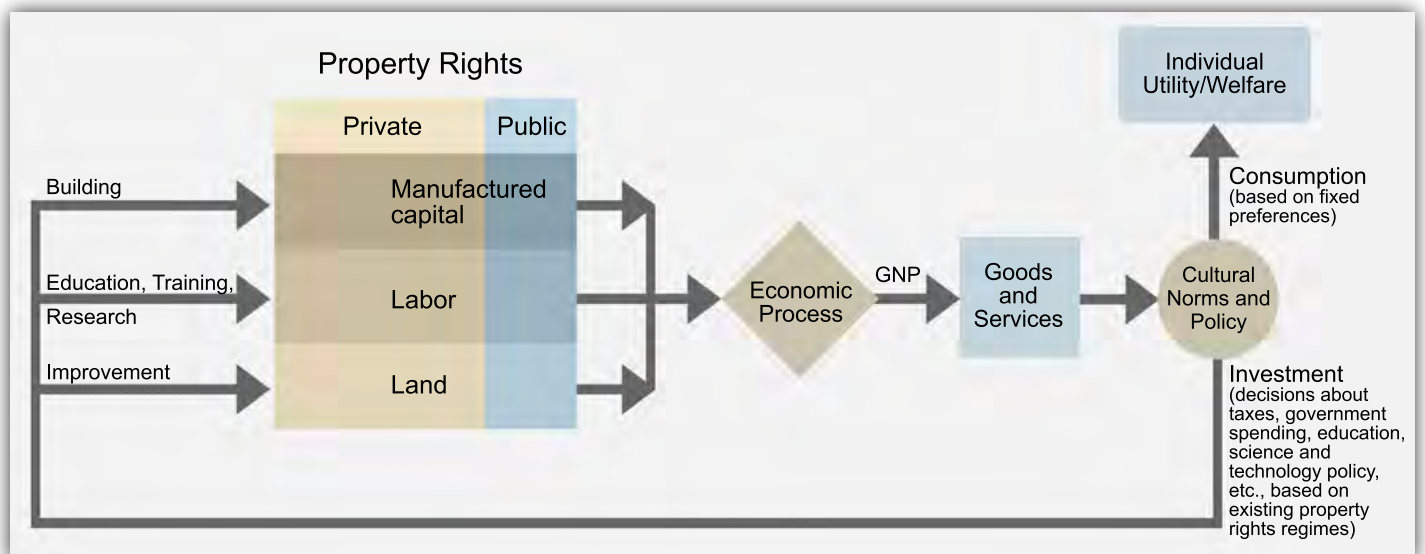 Property Rights
Private
Public
Building
Manufactured
capital
Education, Training,
Research
Labor
Improvement
Land
Economic
Process
GNP
Goods
and
Services
Cultural
Norms and
Policy
Individual
Utility/Welfare
Consumption
(based on fixed
preferences)
Investment
(decisions about
taxes, government
spending, education,
science and
technology policy,
etc., based on
existing property
rights regimes)